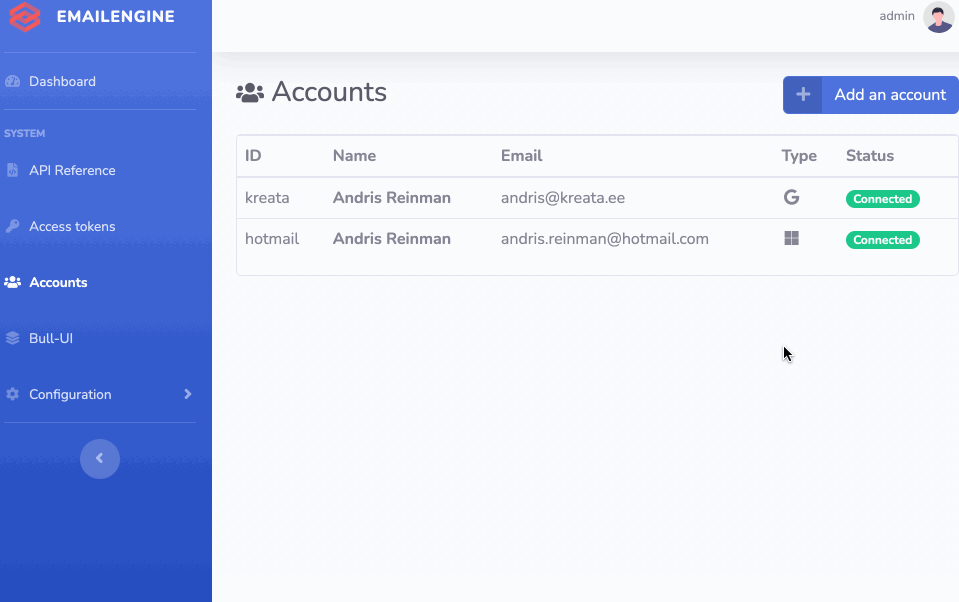 EMAILENGINE
admin
Dashboard
SYSTEM
API Reference
Access tokens
Accounts
Bull-UI
Configuration
Accounts
Add an account
ID Name Email Type Status
kreata Andris Reinman andris@kreata.ee Connected
hotmail Andris Reinman andris.reinman@hotmail.com Connected